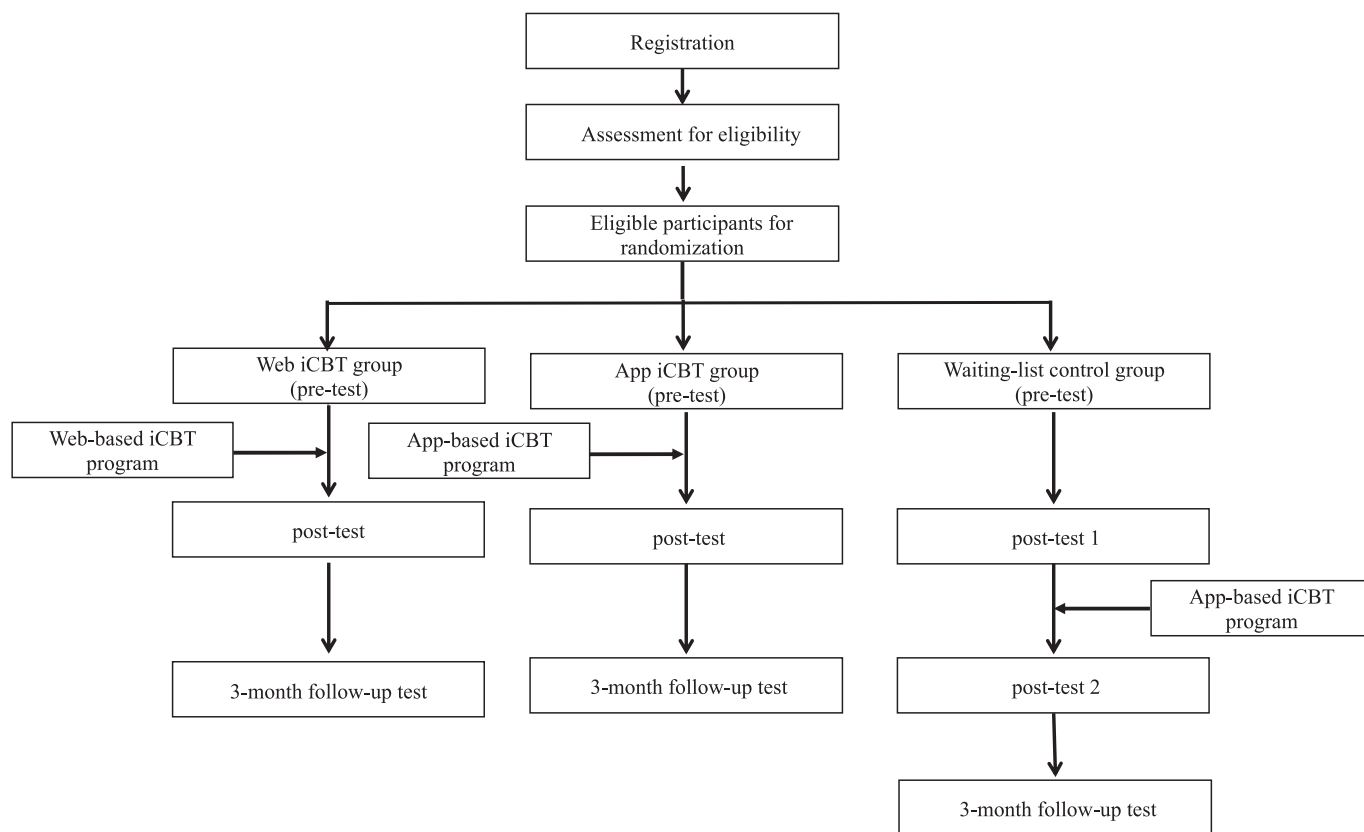 Registration
Assessment for eligibility
Eligible participants for
randomization
Web iCBT group
(pre-test)
App iCBT group
(pre-test)
Waiting-list control group
(pre-test)
Web-based iCBT
program
App-based iCBT
program
post-test
post-test
post-test 1
App-based iCBT
program
3-month follow-up test
3-month follow-up test
post-test 2
3-month follow-up test